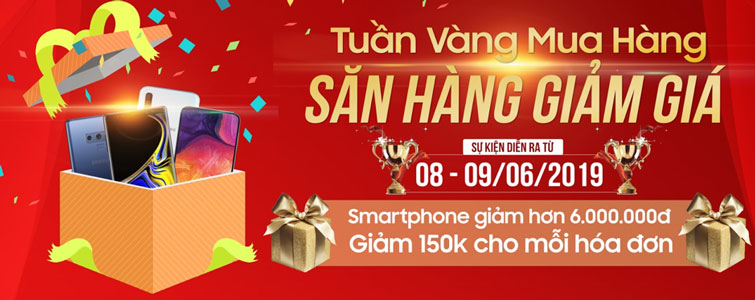 Tuần Vàng Mua Hàng
SĂN HÀNG GIẢM GIÁ
SỰ KIỆN DIỄN RA TỪ
08 - 09/06/2019
Smartphone giảm hơn 6.000.000đ
Giảm 150k cho mỗi hóa đơn